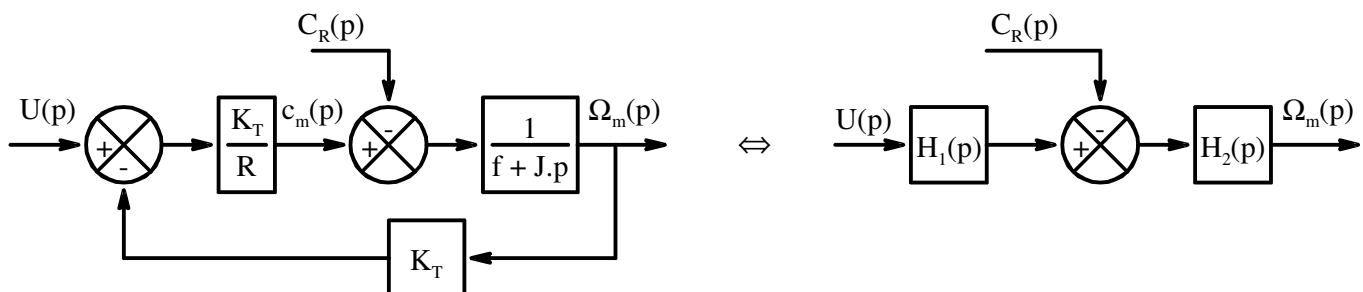 C_R(p)
U(p)
+
-
K_T
R
c_m(p)
-
+
1
f + J.p
Ω_m(p)
K_T
⇔
C_R(p)
U(p)
H_1(p)
-
+
H_2(p)
Ω_m(p)